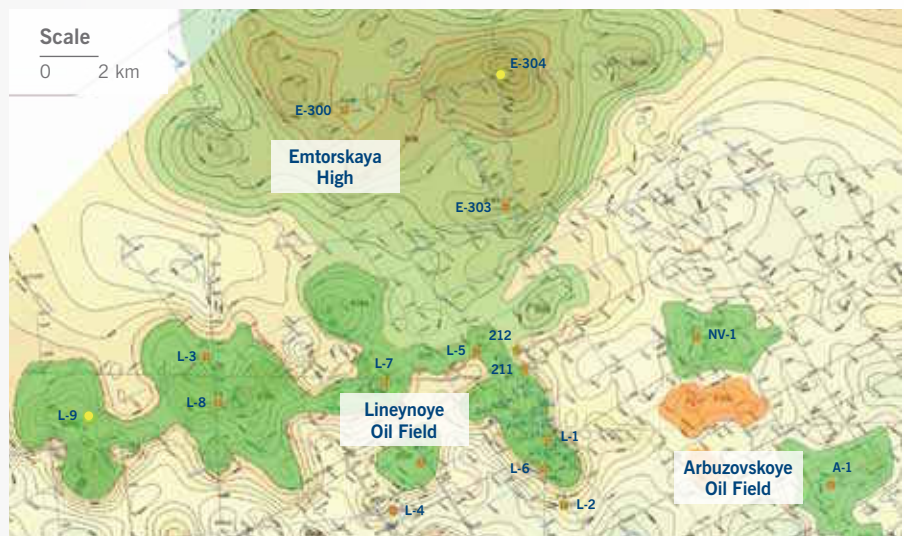 Scale
0 2 km
E-304
E-300
Emtorskaya
High
E-303
212
NV-1
L-3
L-5
L-7
211
L-8
Lineynoye
Oil Field
L-9
L-1
L-6
Arbuzovskoye
Oil Field
A-1
L-4
L-2